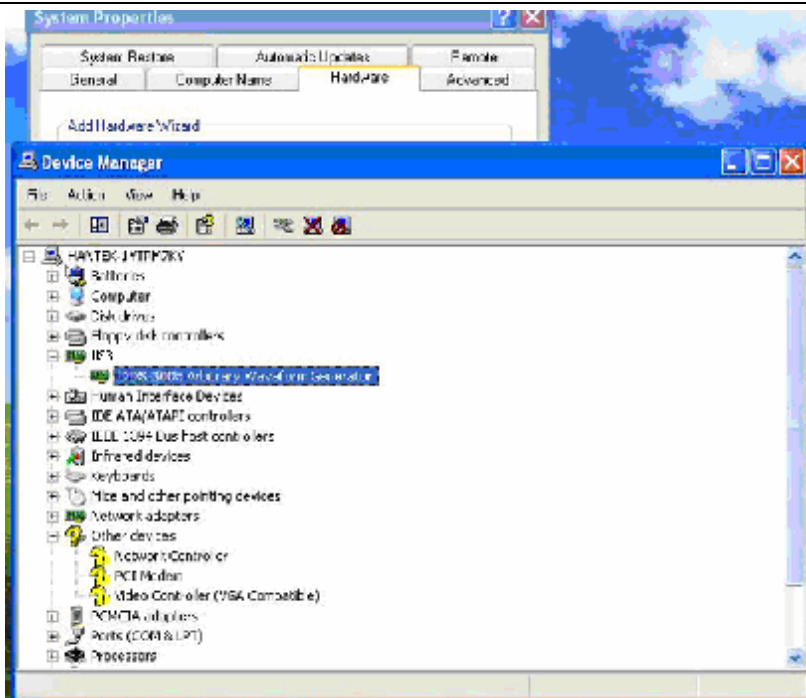 System Properties
System Restore Automatic Updates Remote
General Computer Name Hardware Advanced
Add Hardware Wizard
Device Manager
File Action View Help
Batteries
Computer
Disk drives
Floppy disk controllers
Arbitrary Waveform Generator
Human Interface Devices
IDE ATA/ATAPI controllers
IEEE 1394 Bus host controllers
Infrared devices
Keyboards
Mice and other pointing devices
Network adapters
Other devices
Network Controller
PCI Modem
Video Controller (VGA Compatible)
PCMCIA adapters
Ports (COM & LPT)
Processors